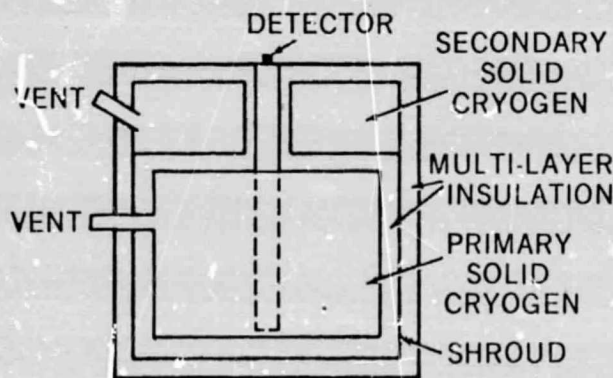 DETECTOR
SECONDARY
SOLID
CRYOGEN
VENT
MULTI-LAYER
INSULATION
VENT
PRIMARY
SOLID
CRYOGEN
SHROUD